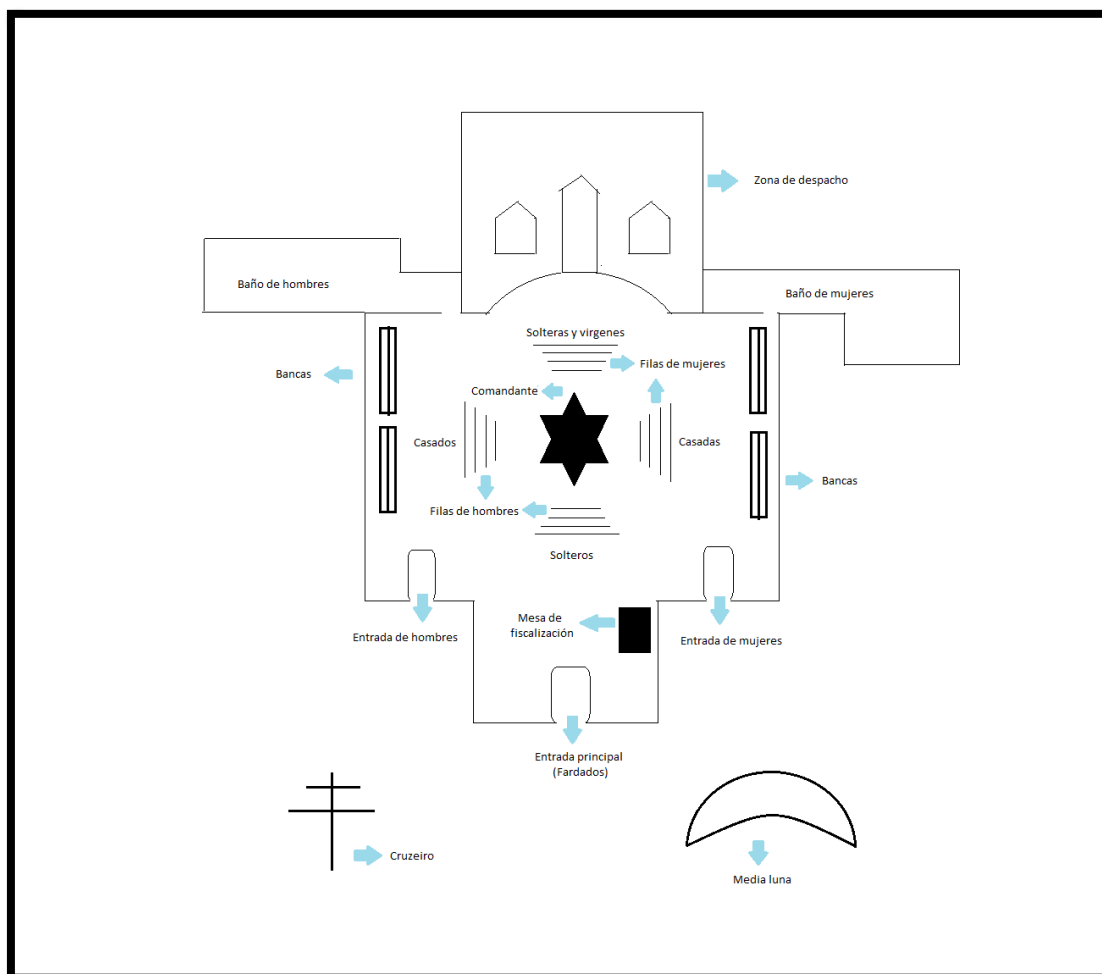 Zona de despacho
Baño de hombres
Baño de mujeres
Solteras y virgenes
Filas de mujeres
Bancas
Comandante
Casados
Casadas
Bancas
Filas de hombres
Solteros
Mesa de
fiscalización
Entrada de hombres
Entrada de mujeres
Entrada principal
(Fardados)
Cruzeiro
Media luna